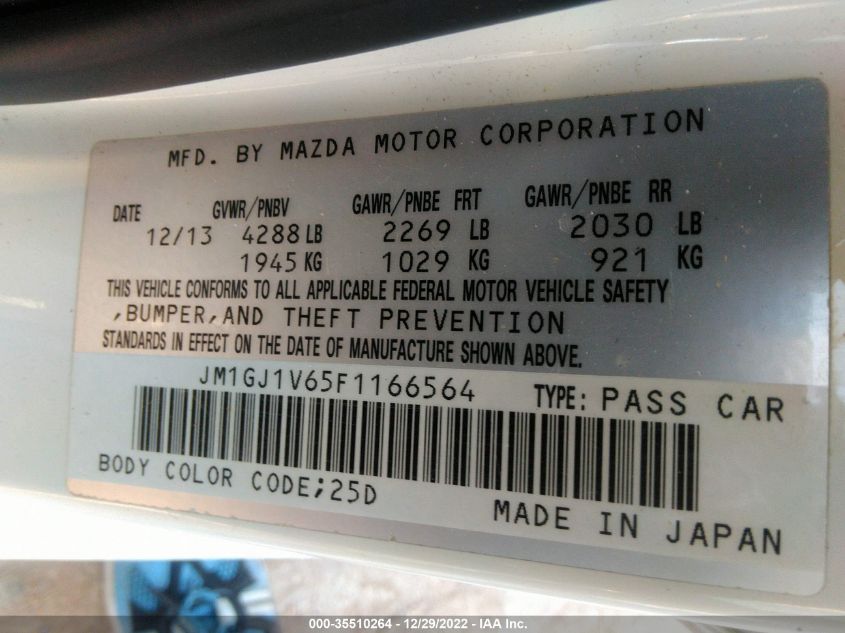 MFD. BY MAZDA MOTOR CORPORATION
DATE GVWR/PNBV GAWR/PNBE FRT GAWR/PNBE RR
12/13 4288 LB 2269 LB 2030 LB
1945 KG 1029 KG 921 KG
THIS VEHICLE CONFORMS TO ALL APPLICABLE FEDERAL MOTOR VEHICLE SAFETY
,BUMPER,AND THEFT PREVENTION
STANDARDS IN EFFECT ON THE DATE OF MANUFACTURE SHOWN ABOVE.
JM1GJ1V65F1166564 TYPE: PASS CAR
BODY COLOR CODE;25D
MADE IN JAPAN
000-35510264 - 12/29/2022 - IAA Inc.